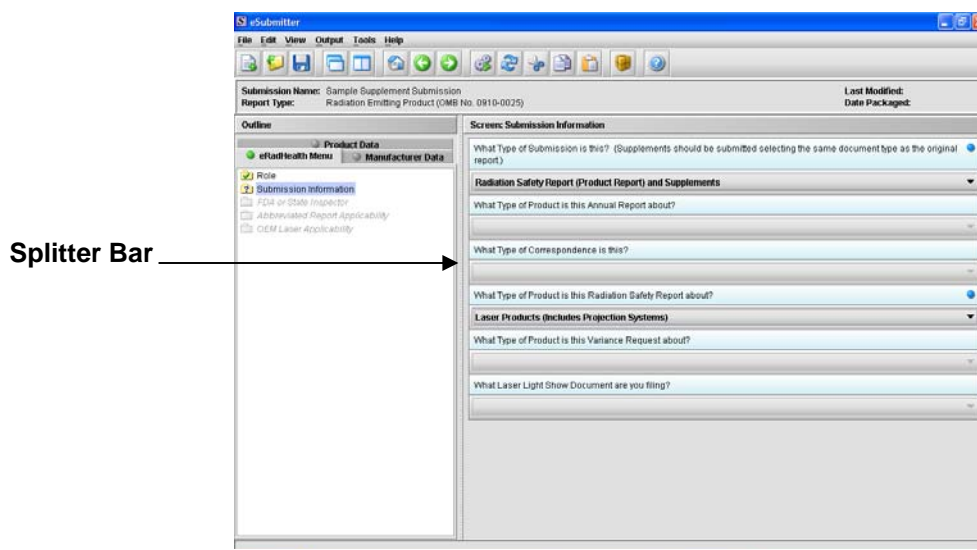 eSubmitter
File Edit View Output Tools Help
Submission Name: Sample Supplement Submission
Last Modified:
Report Type: Radiation Emitting Product (OMB No. 0910-0025)
Date Packaged:
Outline
Product Data
eRadHealth Menu Manufacturer Data
Role
Submission Information
FDA or State Inspector
Abbreviated Report Applicability
OEM Laser Applicability
Splitter Bar
Screen: Submission Information
What Type of Submission is this? (Supplements should be submitted selecting the same document type as the original
report.)
Radiation Safety Report (Product Report) and Supplements
What Type of Product is this Annual Report about?
What Type of Correspondence is this?
What Type of Product is this Radiation Safety Report about?
Laser Products (Includes Projection Systems)
What Type of Product is this Variance Request about?
What Laser Light Show Document are you filing?